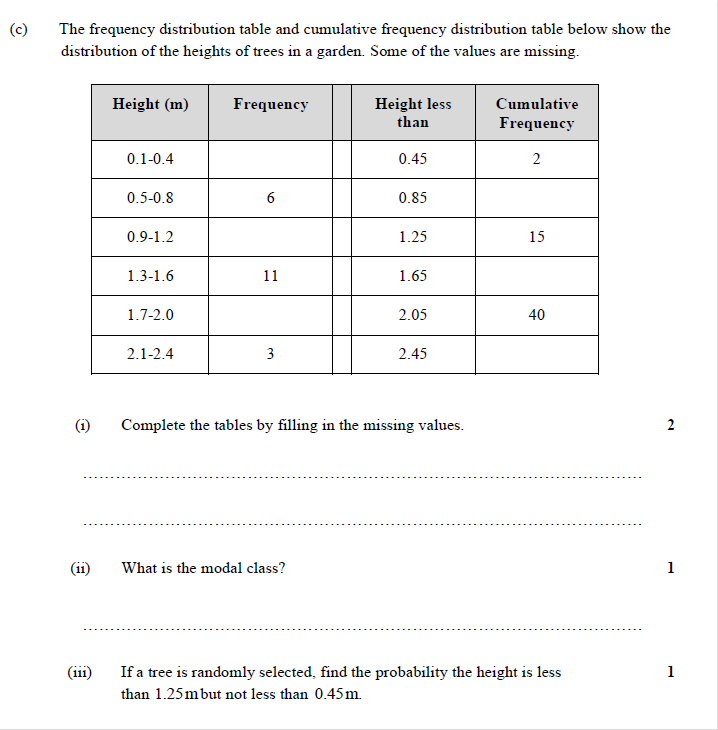 (c) The frequency distribution table and cumulative frequency distribution table below show the
distribution of the heights of trees in a garden. Some of the values are missing.
Height (m) Frequency Height less than Cumulative Frequency
0.1-0.4 0.45 2
0.5-0.8 6 0.85
0.9-1.2 1.25 15
1.3-1.6 11 1.65
1.7-2.0 2.05 40
2.1-2.4 3 2.45
(i) Complete the tables by filling in the missing values. 2
(ii) What is the modal class? 1
(iii) If a tree is randomly selected, find the probability the height is less 1
than 1.25m but not less than 0.45m.